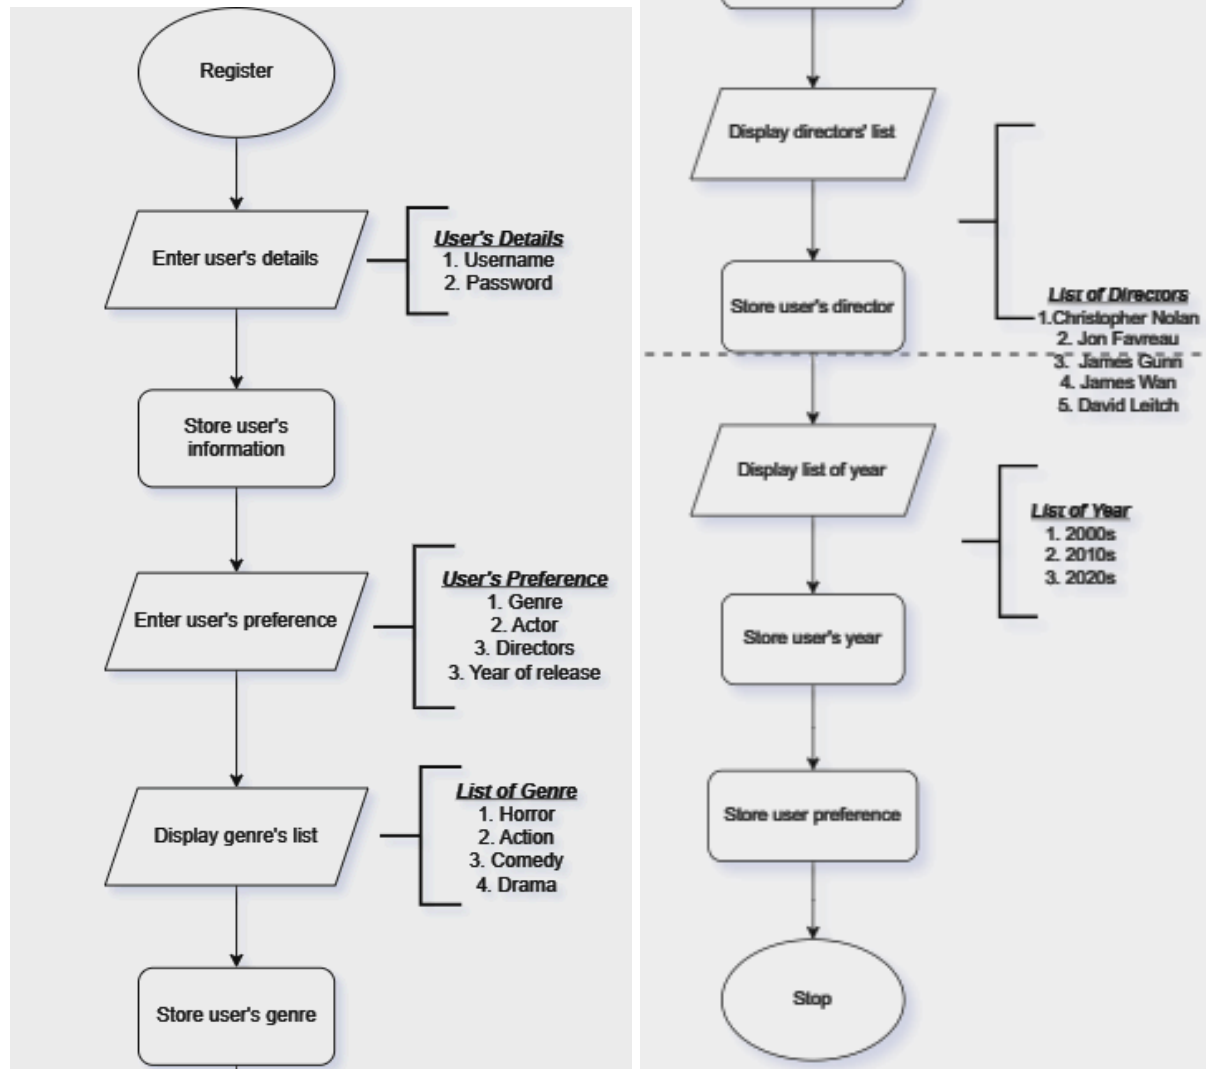 Register
Enter user's details
User's Details
1. Username
2. Password
Store user's
information
Enter user's preference
User's Preference
1. Genre
2. Actor
3. Directors
3. Year of release
Display genre's list
List of Genre
1. Horror
2. Action
3. Comedy
4. Drama
Store user's genre
Display directors' list
Store user's director
List of Directors
1.Christopher Nolan
2. Jon Favreau
3. James Gunn
4. James Wan
5. David Leitch
Display list of year
List of Year
1. 2000s
2. 2010s
3. 2020s
Store user's year
Store user preference
Stop